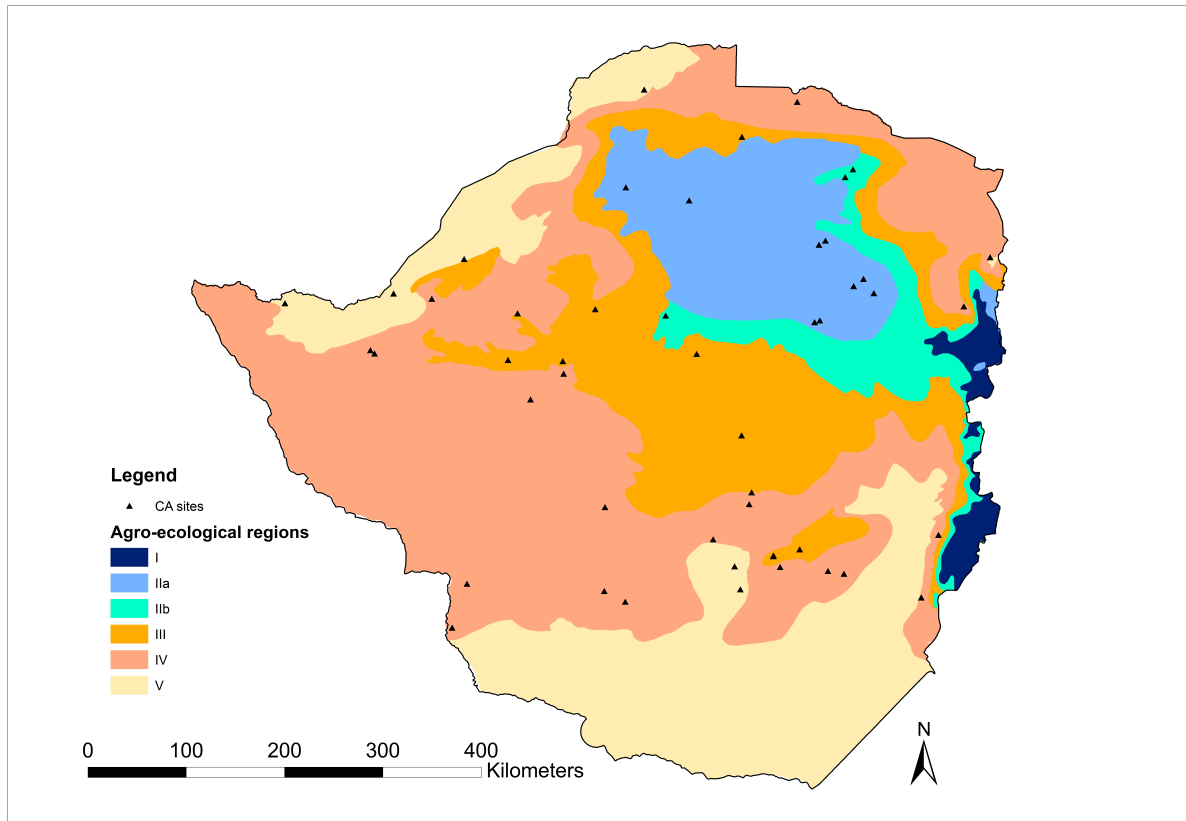 Legend
CA sites
Agro-ecological regions
I
IIa
IIb
III
IV
V
0 100 200 300 400
Kilometers
N